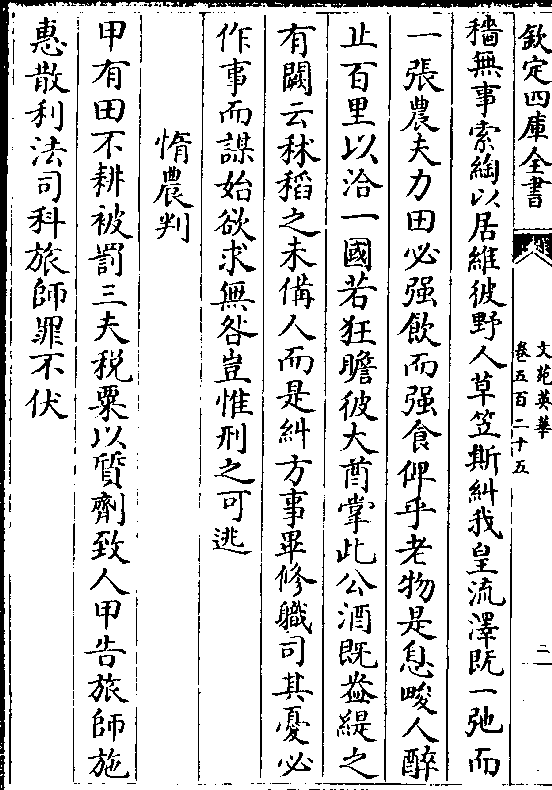 欽定四庫全書
文苑英華
卷五百二十五
二
穡無事索綯以居維彼野人草笠斯糾我皇流澤既一弛而
一張農夫力田必强飲而强食俾乎老物是息畯人醉
止百里以洽一國若狂瞻彼大酋掌此公酒既盎緹之
有闕云秫稻之未備人而是糾方事畢修職司其憂必
作事而謀始欲求無咎豈惟刑之可逃
惰農判
甲有田不耕被罰三夫稅粟以質劑致人甲告旅師施
惠散利法司科旅師罪不伏